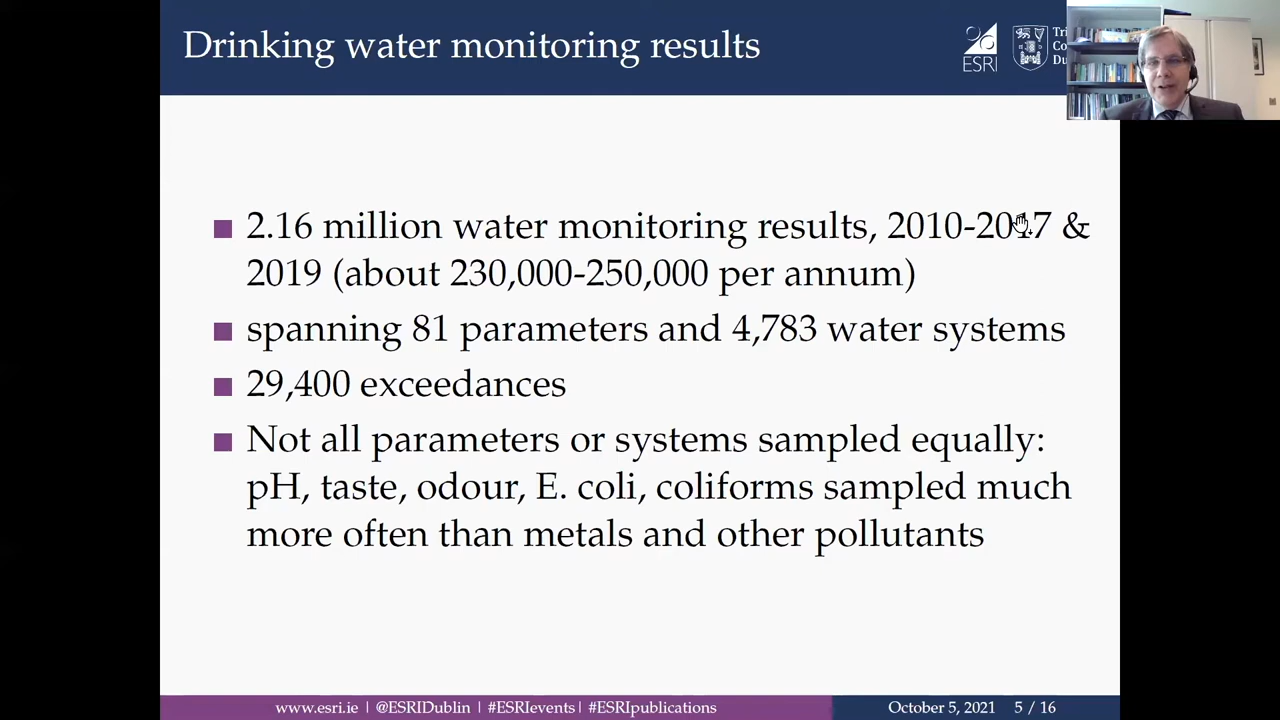 Drinking water monitoring results
ESRI
2.16 million water monitoring results, 2010-2017 &
2019 (about 230,000-250,000 per annum)
spanning 81 parameters and 4,783 water systems
29,400 exceedances
Not all parameters or systems sampled equally:
pH, taste, odour, E. coli, coliforms sampled much
more often than metals and other pollutants
www.esri.ie | @ESRIDublin | #ESRIevents| #ESRIpublications
October 5, 2021 5 / 16